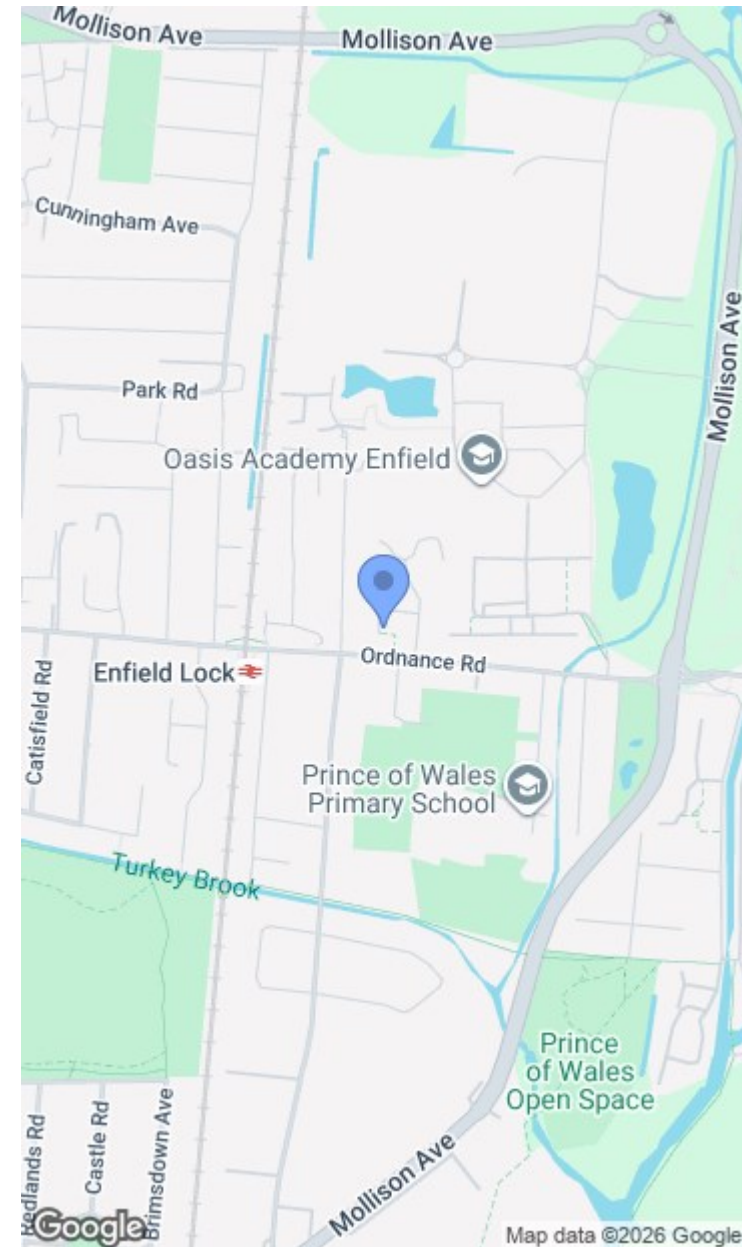 Mollison Ave
Mollison Ave
Cunningham Ave
Mollison Ave
Park Rd
Oasis Academy Enfield
Ordnance Rd
Enfield Lock
Catisfield Rd
Prince of Wales
Primary School
Turkey Brook
Prince
of Wales
Open Space
Redlands Rd
Castle Rd
Brimsdown Ave
Mollison Ave
Google
Map data ©2026 Google